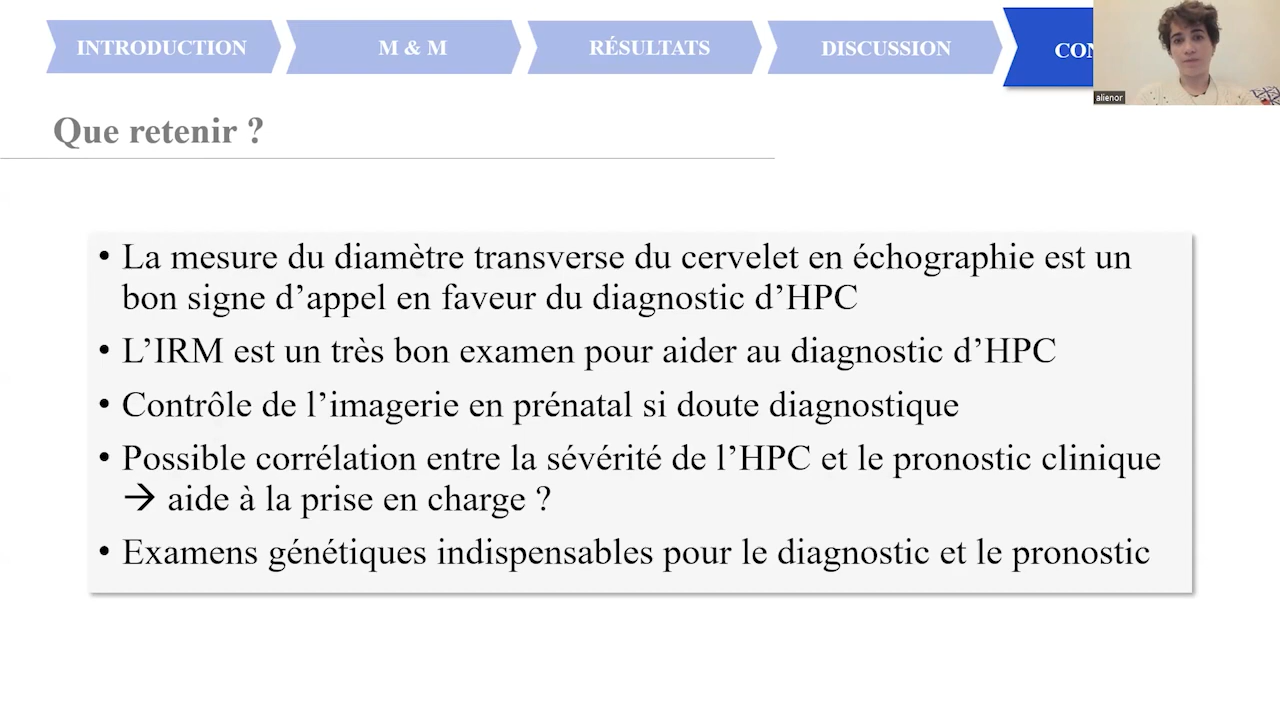 INTRODUCTION
M & M
RÉSULTATS
DISCUSSION
alienor
Que retenir ?
• La mesure du diamètre transverse du cervelet en échographie est un
bon signe d’appel en faveur du diagnostic d’HPC
• L’IRM est un très bon examen pour aider au diagnostic d’HPC
• Contrôle de l’imagerie en prénatal si doute diagnostique
• Possible corrélation entre la sévérité de l’HPC et le pronostic clinique
→ aide à la prise en charge ?
• Examens génétiques indispensables pour le diagnostic et le pronostic